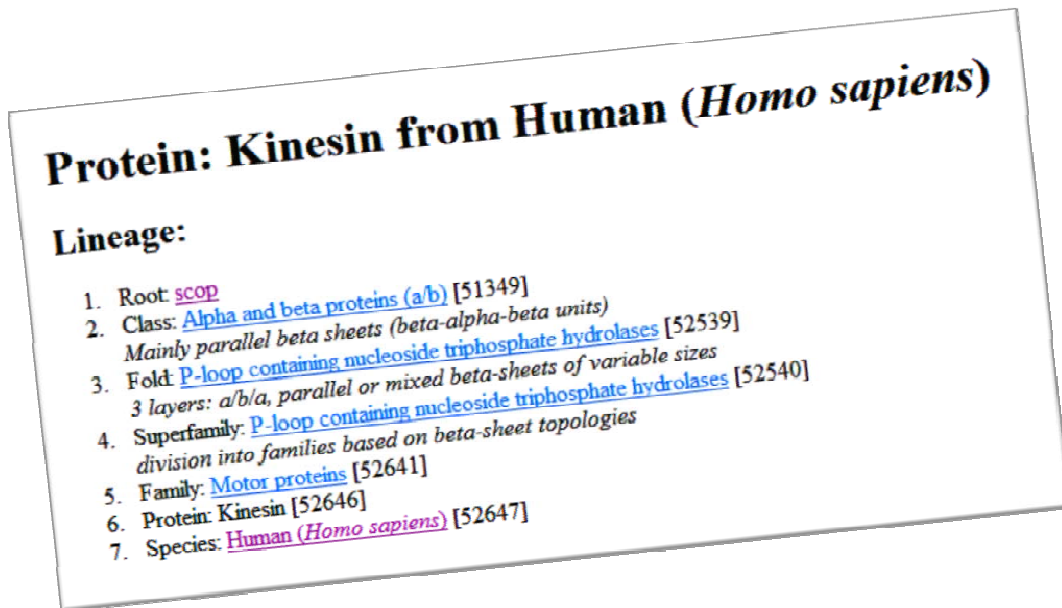 Protein: Kinesin from Human (Homo sapiens)
Lineage:
1. Root: scop
2. Class: Alpha and beta proteins (a/b) [51349]
Mainly parallel beta sheets (beta-alpha-beta units)
3. Fold: P-loop containing nucleoside triphosphate hydrolases [52539]
3 layers: a/b/a, parallel or mixed beta-sheets of variable sizes
4. Superfamily: P-loop containing nucleoside triphosphate hydrolases [52540]
division into families based on beta-sheet topologies
5. Family: Motor proteins [52641]
6. Protein: Kinesin [52646]
7. Species: Human (Homo sapiens) [52647]